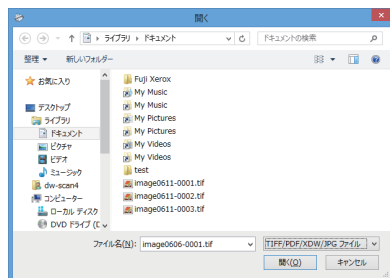 開く
ライブラリ ▸ ドキュメント
ドキュメントの検索
整理 新しいフォルダー
お気に入り
デスクトップ
ライブラリ
ドキュメント
ピクチャ
ビデオ
ミュージック
dw-scan4
コンピューター
ローカル ディスク
DVD ドライブ (E
Fuji Xerox
My Music
My Music
My Pictures
My Pictures
My Videos
My Videos
test
image0611-0001.tif
image0611-0002.tif
image0611-0003.tif
ファイル名(N): image0606-0001.tif
TIFF/PDF/XDW/JPG ファイル
開く(O) キャンセル